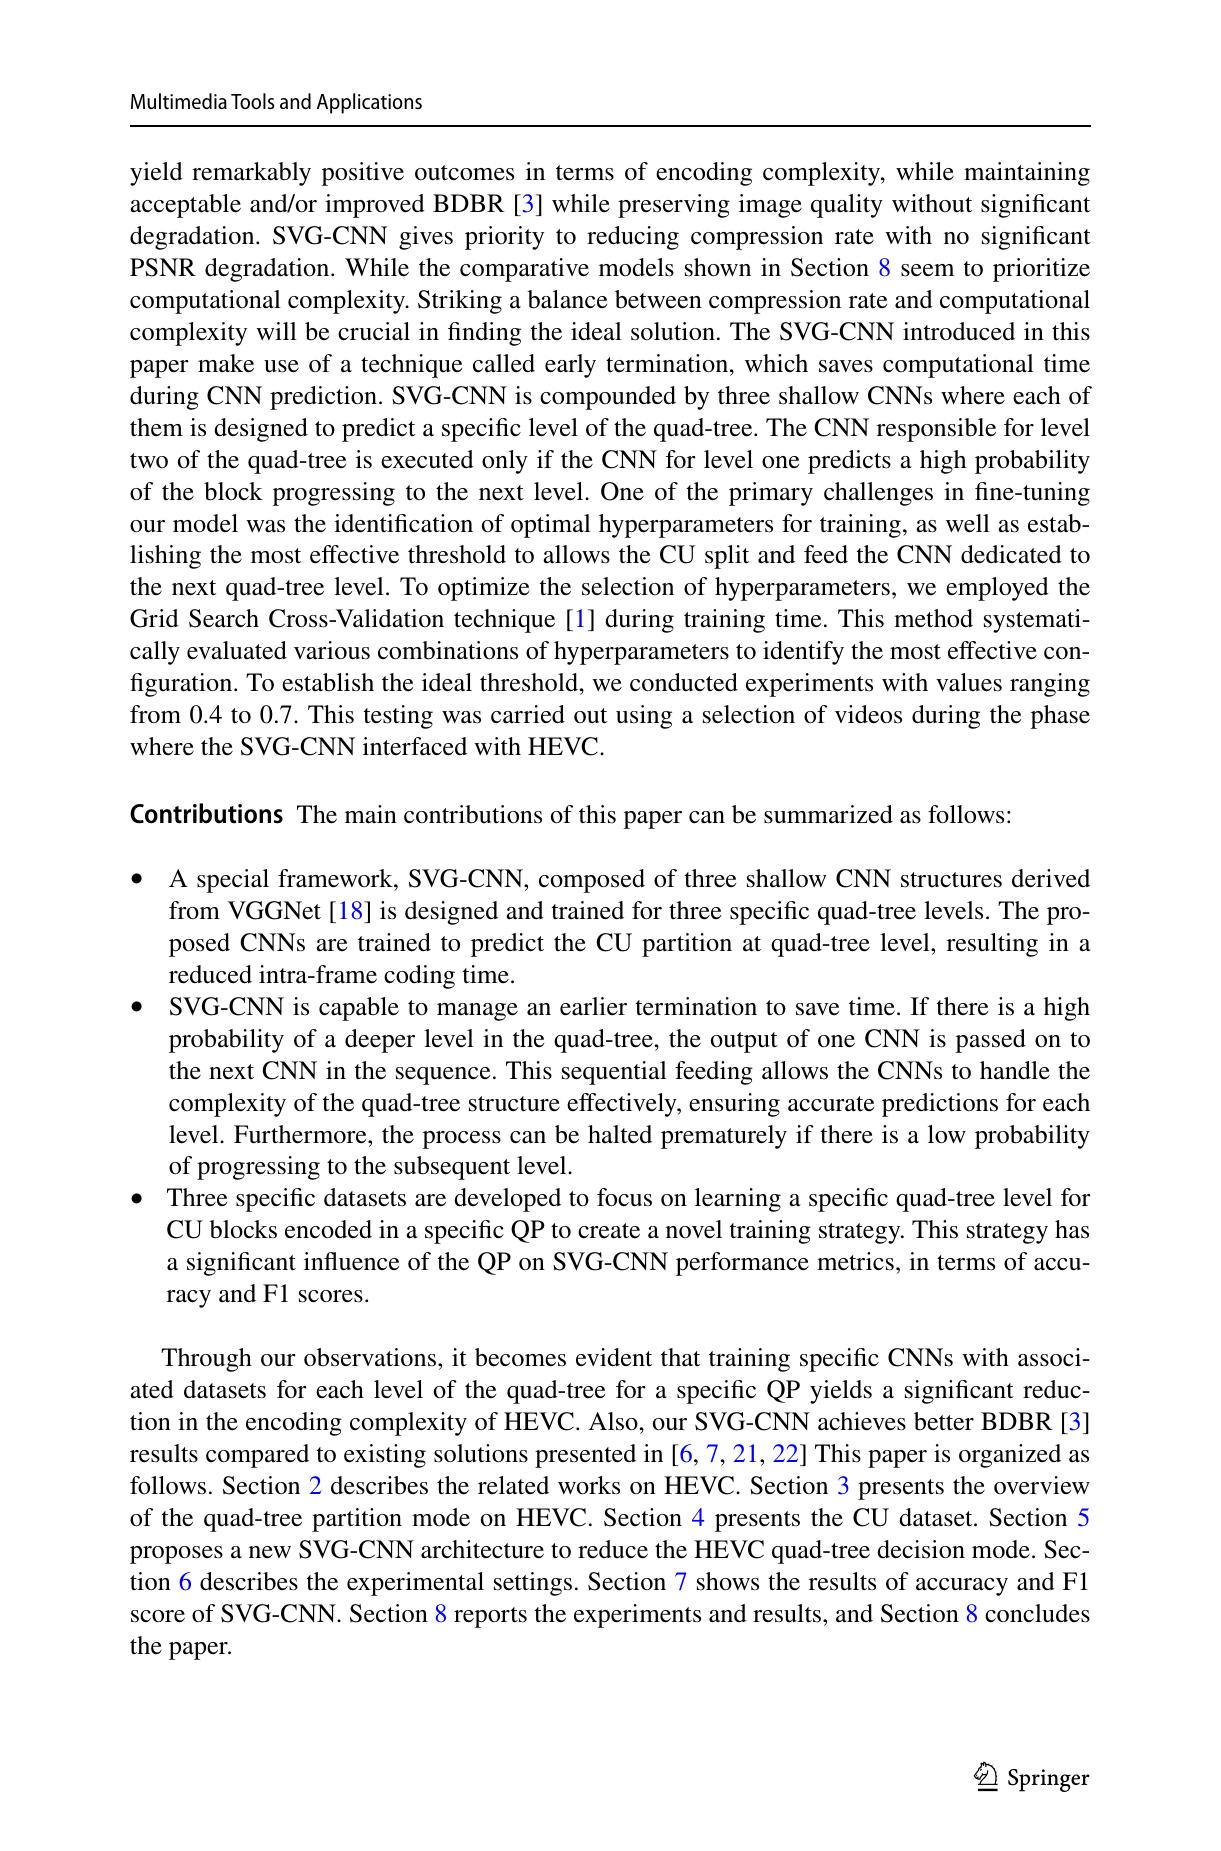 Multimedia Tools and Applications
yield remarkably positive outcomes in terms of encoding complexity, while maintaining
acceptable and/or improved BDBR [3] while preserving image quality without significant
degradation. SVG-CNN gives priority to reducing compression rate with no significant
PSNR degradation. While the comparative models shown in Section 8 seem to prioritize
computational complexity. Striking a balance between compression rate and computational
complexity will be crucial in finding the ideal solution. The SVG-CNN introduced in this
paper make use of a technique called early termination, which saves computational time
during CNN prediction. SVG-CNN is compounded by three shallow CNNs where each of
them is designed to predict a specific level of the quad-tree. The CNN responsible for level
two of the quad-tree is executed only if the CNN for level one predicts a high probability
of the block progressing to the next level. One of the primary challenges in fine-tuning
our model was the identification of optimal hyperparameters for training, as well as estab-
lishing the most effective threshold to allows the CU split and feed the CNN dedicated to
the next quad-tree level. To optimize the selection of hyperparameters, we employed the
Grid Search Cross-Validation technique [1] during training time. This method systemati-
cally evaluated various combinations of hyperparameters to identify the most effective con-
figuration. To establish the ideal threshold, we conducted experiments with values ranging
from 0.4 to 0.7. This testing was carried out using a selection of videos during the phase
where the SVG-CNN interfaced with HEVC.
Contributions The main contributions of this paper can be summarized as follows:
• A special framework, SVG-CNN, composed of three shallow CNN structures derived
from VGGNet [18] is designed and trained for three specific quad-tree levels. The pro-
posed CNNs are trained to predict the CU partition at quad-tree level, resulting in a
reduced intra-frame coding time.
• SVG-CNN is capable to manage an earlier termination to save time. If there is a high
probability of a deeper level in the quad-tree, the output of one CNN is passed on to
the next CNN in the sequence. This sequential feeding allows the CNNs to handle the
complexity of the quad-tree structure effectively, ensuring accurate predictions for each
level. Furthermore, the process can be halted prematurely if there is a low probability
of progressing to the subsequent level.
• Three specific datasets are developed to focus on learning a specific quad-tree level for
CU blocks encoded in a specific QP to create a novel training strategy. This strategy has
a significant influence of the QP on SVG-CNN performance metrics, in terms of accu-
racy and F1 scores.
Through our observations, it becomes evident that training specific CNNs with associ-
ated datasets for each level of the quad-tree for a specific QP yields a significant reduc-
tion in the encoding complexity of HEVC. Also, our SVG-CNN achieves better BDBR [3]
results compared to existing solutions presented in [6, 7, 21, 22] This paper is organized as
follows. Section 2 describes the related works on HEVC. Section 3 presents the overview
of the quad-tree partition mode on HEVC. Section 4 presents the CU dataset. Section 5
proposes a new SVG-CNN architecture to reduce the HEVC quad-tree decision mode. Sec-
tion 6 describes the experimental settings. Section 7 shows the results of accuracy and F1
score of SVG-CNN. Section 8 reports the experiments and results, and Section 8 concludes
the paper.
Springer